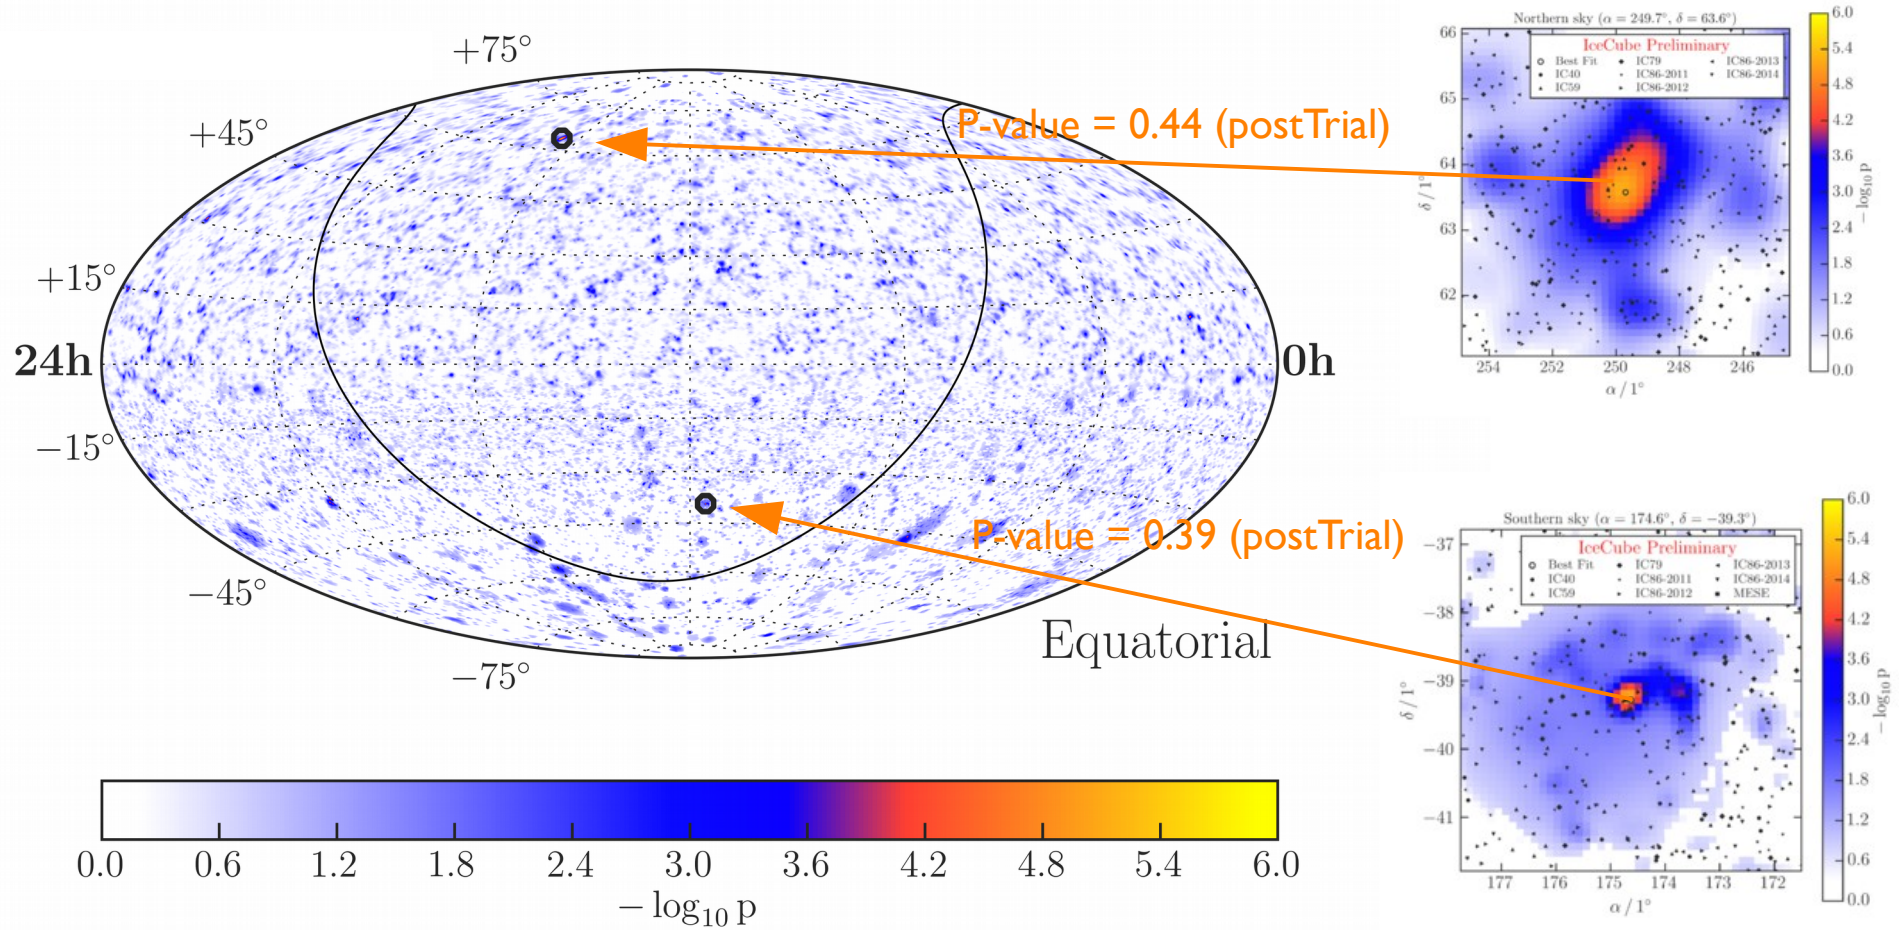 +75°
+45°
+15°
24h
0h
−15°
−45°
−75°
Equatorial
P-value = 0.44 (postTrial)
P-value = 0.39 (postTrial)
0.0 0.6 1.2 1.8 2.4 3.0 3.6 4.2 4.8 5.4 6.0
− log₁₀ p
Northern sky (α = 249.7°, δ = 63.6°)
IceCube Preliminary
Best Fit IC79 IC86-2013
IC40 IC86-2011 IC86-2014
IC59 IC86-2012
66
65
64
63
62
δ / 1°
254 252 250 248 246
α / 1°
6.0
5.4
4.8
4.2
3.6
3.0
2.4
1.8
1.2
0.6
0.0
− log₁₀ p
Southern sky (α = 174.6°, δ = −39.3°)
IceCube Preliminary
Best Fit IC79 IC86-2013
IC40 IC86-2011 IC86-2014
IC59 IC86-2012 MESE
−37
−38
−39
−40
−41
δ / 1°
177 176 175 174 173 172
α / 1°
6.0
5.4
4.8
4.2
3.6
3.0
2.4
1.8
1.2
0.6
0.0
− log₁₀ p